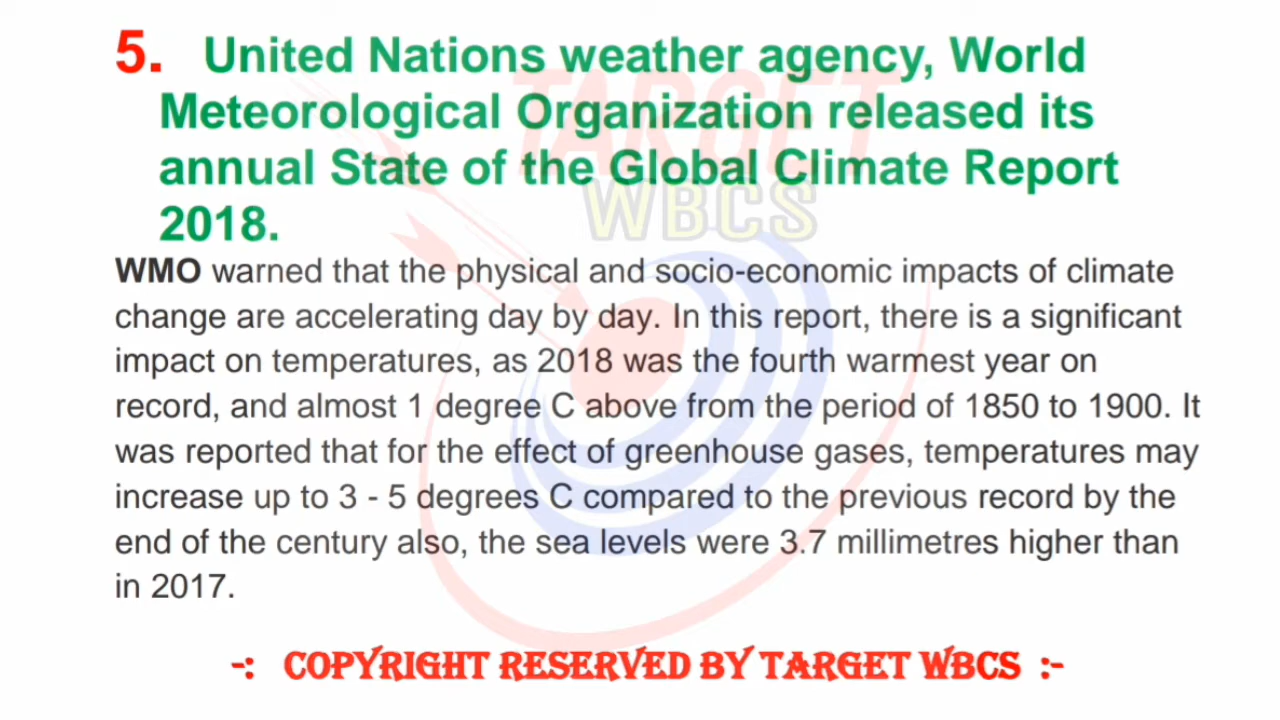 5. United Nations weather agency, World
Meteorological Organization released its
annual State of the Global Climate Report
2018.
TARGET
WBCS
WMO warned that the physical and socio-economic impacts of climate
change are accelerating day by day. In this report, there is a significant
impact on temperatures, as 2018 was the fourth warmest year on
record, and almost 1 degree C above from the period of 1850 to 1900. It
was reported that for the effect of greenhouse gases, temperatures may
increase up to 3 - 5 degrees C compared to the previous record by the
end of the century also, the sea levels were 3.7 millimetres higher than
in 2017.
-: COPYRIGHT RESERVED BY TARGET WBCS :-